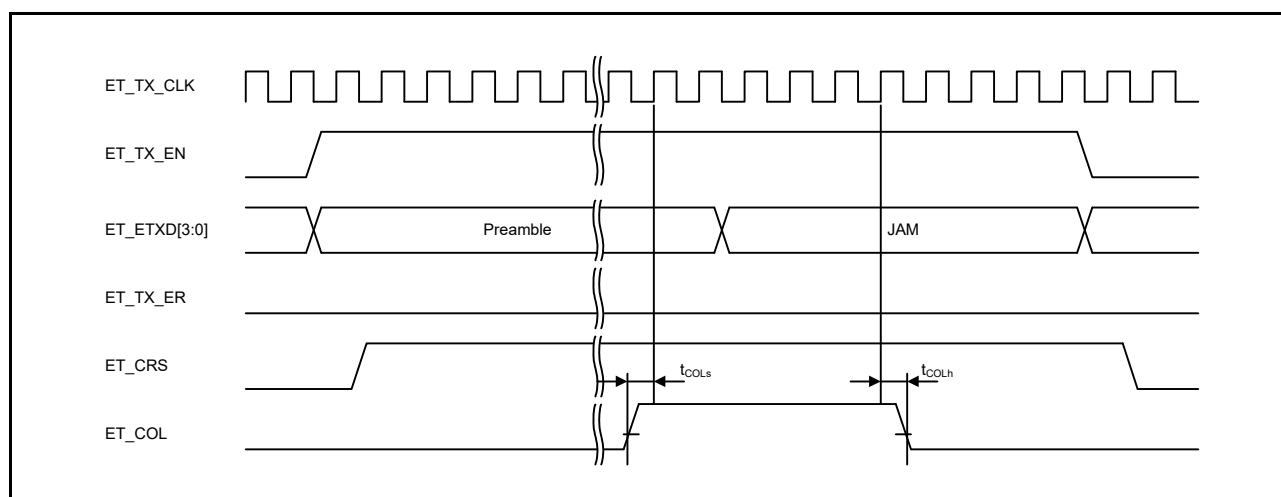 ET_TX_CLK
ET_TX_EN
ET_ETXD[3:0] Preamble JAM
ET_TX_ER
ET_CRS
tCOLs tCOLh
ET_COL